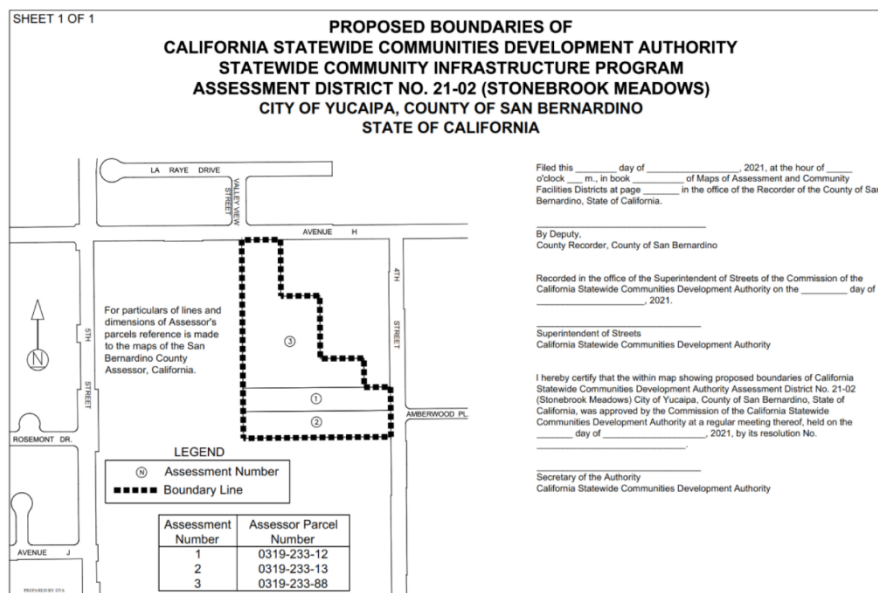 SHEET 1 OF 1
PROPOSED BOUNDARIES OF
CALIFORNIA STATEWIDE COMMUNITIES DEVELOPMENT AUTHORITY
STATEWIDE COMMUNITY INFRASTRUCTURE PROGRAM
ASSESSMENT DISTRICT NO. 21-02 (STONEBROOK MEADOWS)
CITY OF YUCAIPA, COUNTY OF SAN BERNARDINO
STATE OF CALIFORNIA
LA RAYE DRIVE
VALLEY VIEW
STREET
AVENUE H
4TH
STREET
5TH
STREET
For particulars of lines and
dimensions of Assessor's
parcels reference is made
to the maps of the San
Bernardino County
Assessor, California.
N
3
1
2
AMBERWOOD PL.
ROSEMONT DR.
AVENUE J
LEGEND
N Assessment Number
Boundary Line
Assessment Number Assessor Parcel Number
1 0319-233-12
2 0319-233-13
3 0319-233-88
PREPARED BY DTA
Filed this ________ day of __________________, 2021, at the hour of _____
o'clock ___ m., in book __________ of Maps of Assessment and Community
Facilities Districts at page _______ in the office of the Recorder of the County of San
Bernardino, State of California.
By Deputy,
County Recorder, County of San Bernardino
Recorded in the office of the Superintendent of Streets of the Commission of the
California Statewide Communities Development Authority on the _________ day of
_____________________, 2021.
Superintendent of Streets
California Statewide Communities Development Authority
I hereby certify that the within map showing proposed boundaries of California
Statewide Communities Development Authority Assessment District No. 21-02
(Stonebrook Meadows) City of Yucaipa, County of San Bernardino, State of
California, was approved by the Commission of the California Statewide
Communities Development Authority at a regular meeting thereof, held on the
_______ day of ____________________, 2021, by its resolution No.
_____________________________.
Secretary of the Authority
California Statewide Communities Development Authority